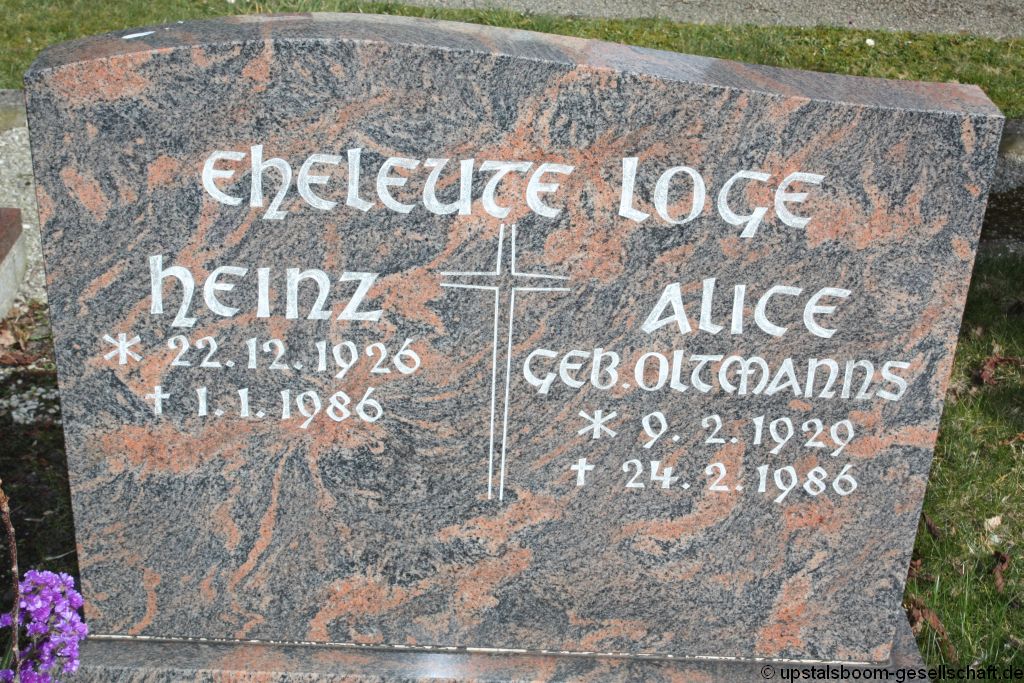 Eheleute Loge
Heinz
* 22.12.1926
† 1.1.1986
Alice
geb. Oltmanns
* 9.2.1929
† 24.2.1986
© upstalsboom-gesellschaft.de